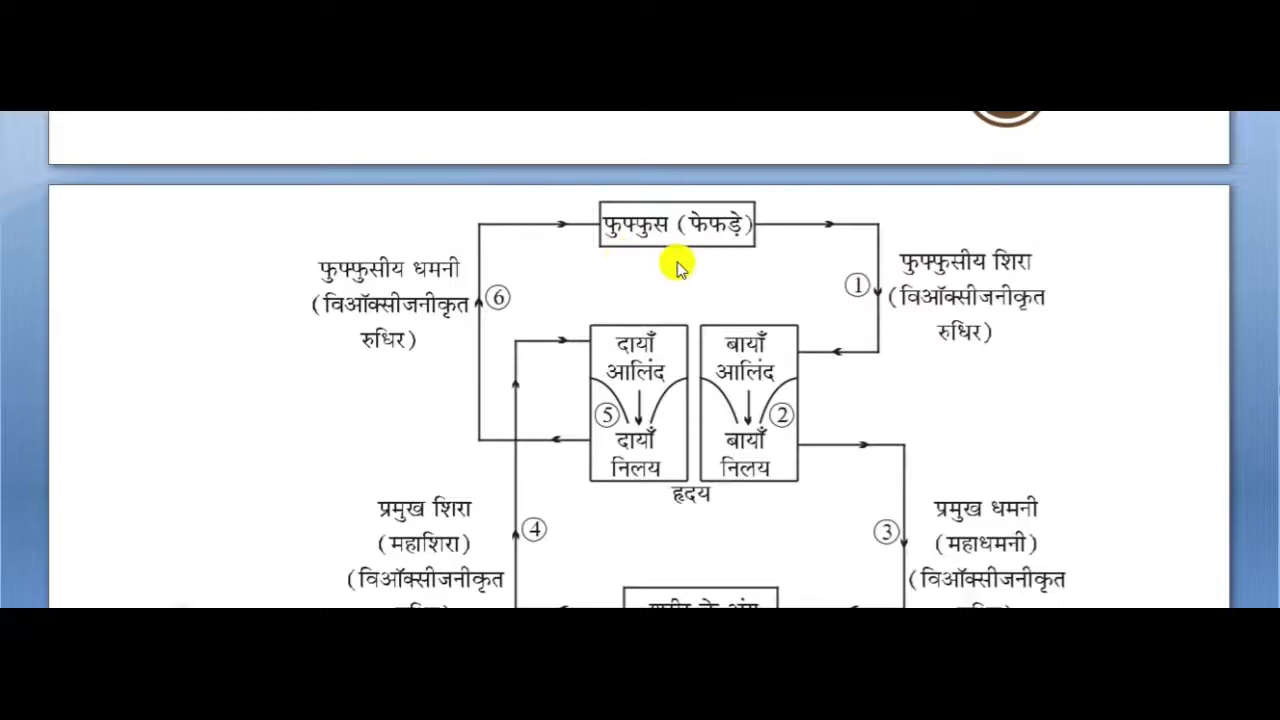 फुफ्फुस (फेफड़े)
फुफ्फुसीय धमनी
(विऑक्सीजनीकृत
रुधिर)
⑥
①
फुफ्फुसीय शिरा
(विऑक्सीजनीकृत
रुधिर)
दायाँ
आलिंद
बायाँ
आलिंद
⑤
②
दायाँ
निलय
बायाँ
निलय
हृदय
प्रमुख शिरा
(महाशिरा)
(विऑक्सीजनीकृत
④
③
प्रमुख धमनी
(महाधमनी)
(विऑक्सीजनीकृत